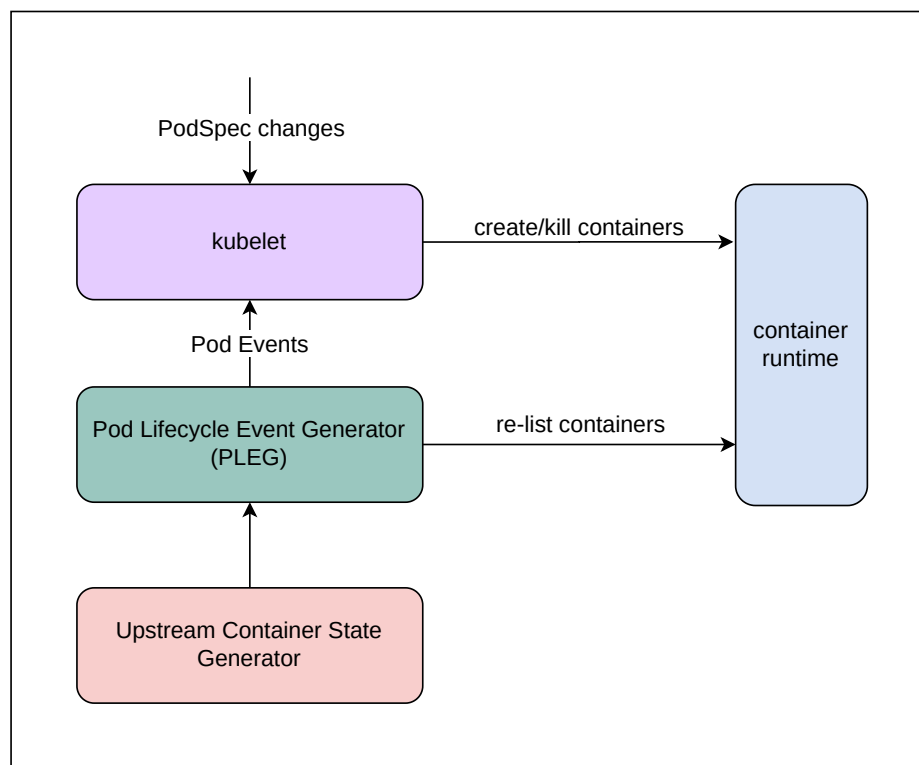 PodSpec changes
kubelet
create/kill containers
container
runtime
Pod Events
Pod Lifecycle Event Generator
(PLEG)
re-list containers
Upstream Container State
Generator